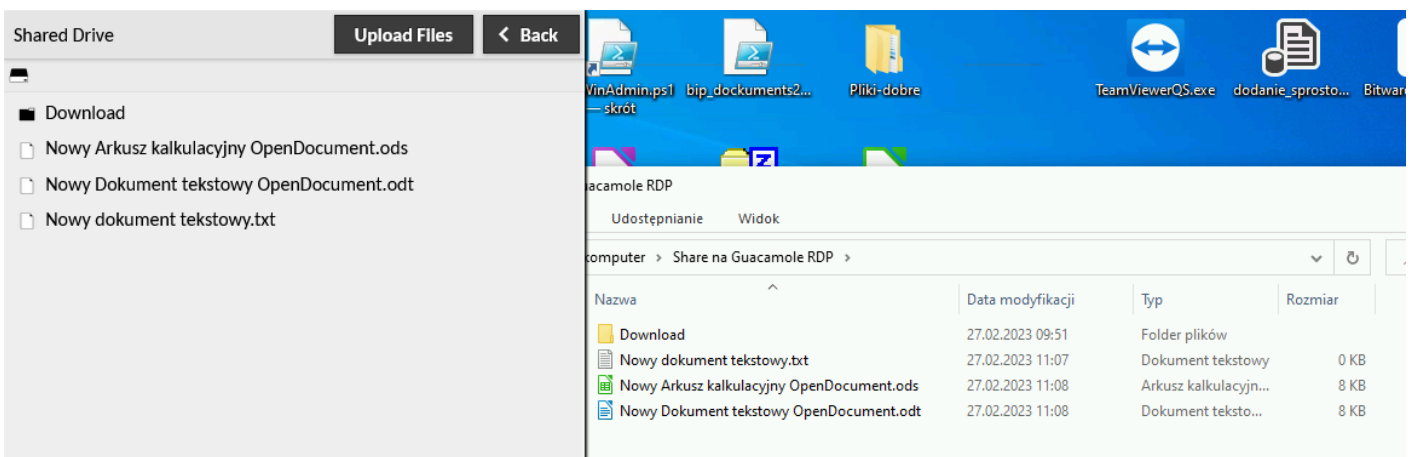 Shared Drive
Upload Files
Back
Download
Nowy Arkusz kalkulacyjny OpenDocument.ods
Nowy Dokument tekstowy OpenDocument.odt
Nowy dokument tekstowy.txt
WinAdmin.ps1
— skrót
bip_dockuments2...
Pliki-dobre
TeamViewerQS.exe
dodanie_sprosto...
Bitwar
Z
acamole RDP
Udostępnianie Widok
computer › Share na Guacamole RDP ›
Nazwa Data modyfikacji Typ Rozmiar
Download 27.02.2023 09:51 Folder plików
Nowy dokument tekstowy.txt 27.02.2023 11:07 Dokument tekstowy 0 KB
Nowy Arkusz kalkulacyjny OpenDocument.ods 27.02.2023 11:08 Arkusz kalkulacyjn... 8 KB
Nowy Dokument tekstowy OpenDocument.odt 27.02.2023 11:08 Dokument teksto... 8 KB